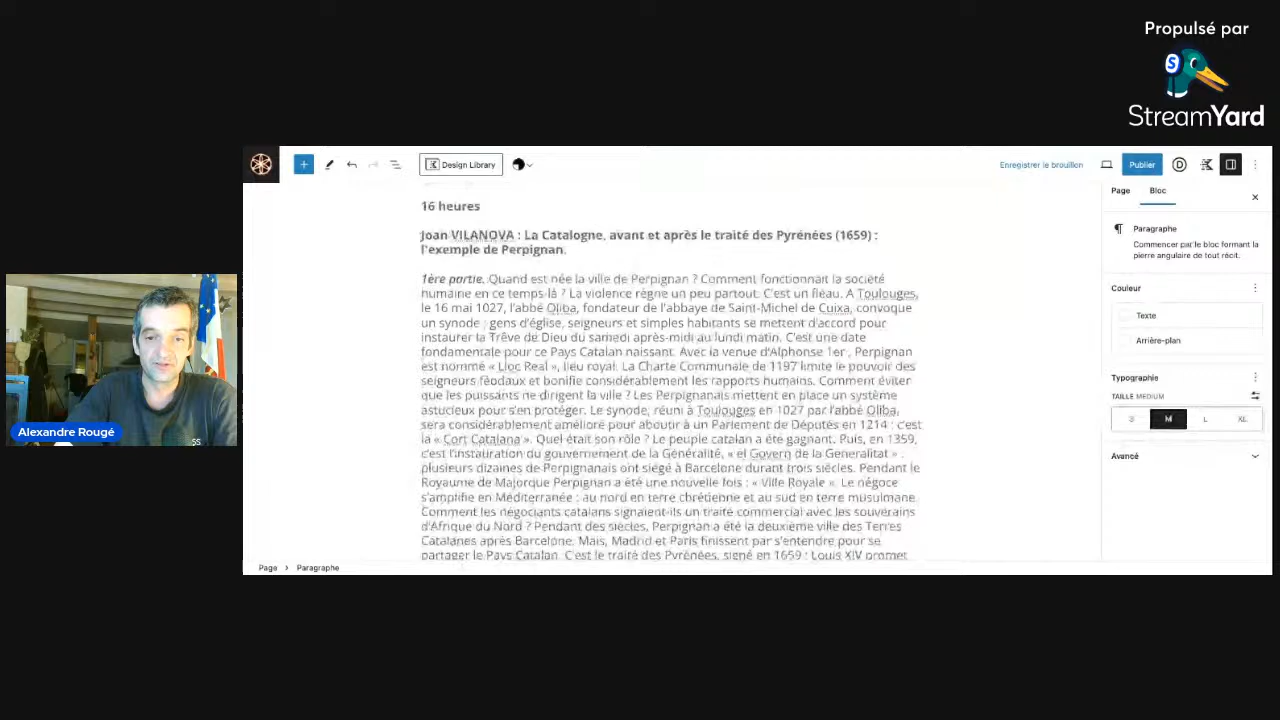 Propulsé par
StreamYard
Design Library
Enregistrer le brouillon
Publier
16 heures
Joan VILANOVA : La Catalogne, avant et après le traité des Pyrénées (1659) :
l'exemple de Perpignan.
1ère partie. Quand est née la ville de Perpignan ? Comment fonctionnait la société
humaine en ce temps-là ? La violence règne un peu partout. C'est un fléau. A Toulouges,
le 16 mai 1027, l'abbé Oliba, fondateur de l'abbaye de Saint-Michel de Cuixa, convoque
un synode : gens d'église, seigneurs et simples habitants se mettent d'accord pour
instaurer la Trêve de Dieu du samedi après-midi au lundi matin. C'est une date
fondamentale pour ce Pays Catalan naissant. Avec la venue d'Alphonse 1er, Perpignan
est nommé « Lloc Real », lieu royal. La Charte Communale de 1197 limite le pouvoir des
seigneurs féodaux et bonifie considérablement les rapports humains. Comment éviter
que les puissants ne dirigent la ville ? Les Perpignanais mettent en place un système
astucieux pour s'en protéger. Le synode, réuni à Toulouges en 1027 par l'abbé Oliba,
sera considérablement amélioré pour aboutir à un Parlement de Députés en 1214 : c'est
la « Cort Catalana ». Quel était son rôle ? Le peuple catalan a été gagnant. Puis, en 1359,
c'est l'instauration du gouvernement de la Généralité, « el Govern de la Generalitat » :
plusieurs dizaines de Perpignanais ont siégé à Barcelone durant trois siècles. Pendant le
Royaume de Majorque Perpignan a été une nouvelle fois : « Ville Royale ». Le négoce
s'amplifie en Méditerranée : au nord en terre chrétienne et au sud en terre musulmane.
Comment les négociants catalans signaient-ils un traité commercial avec les souverains
d'Afrique du Nord ? Pendant des siècles, Perpignan a été la deuxième ville des Terres
Catalanes après Barcelone. Mais, Madrid et Paris finissent par s'entendre pour se
partager le Pays Catalan. C'est le traité des Pyrénées, signé en 1659 : Louis XIV promet
Page > Paragraphe
Page
Bloc
Paragraphe
Commencer par le bloc formant la
pierre angulaire de tout récit.
Couleur
Texte
Arrière-plan
Typographie
TAILLE MEDIUM
S M L XL
Avancé
Alexandre Rougé